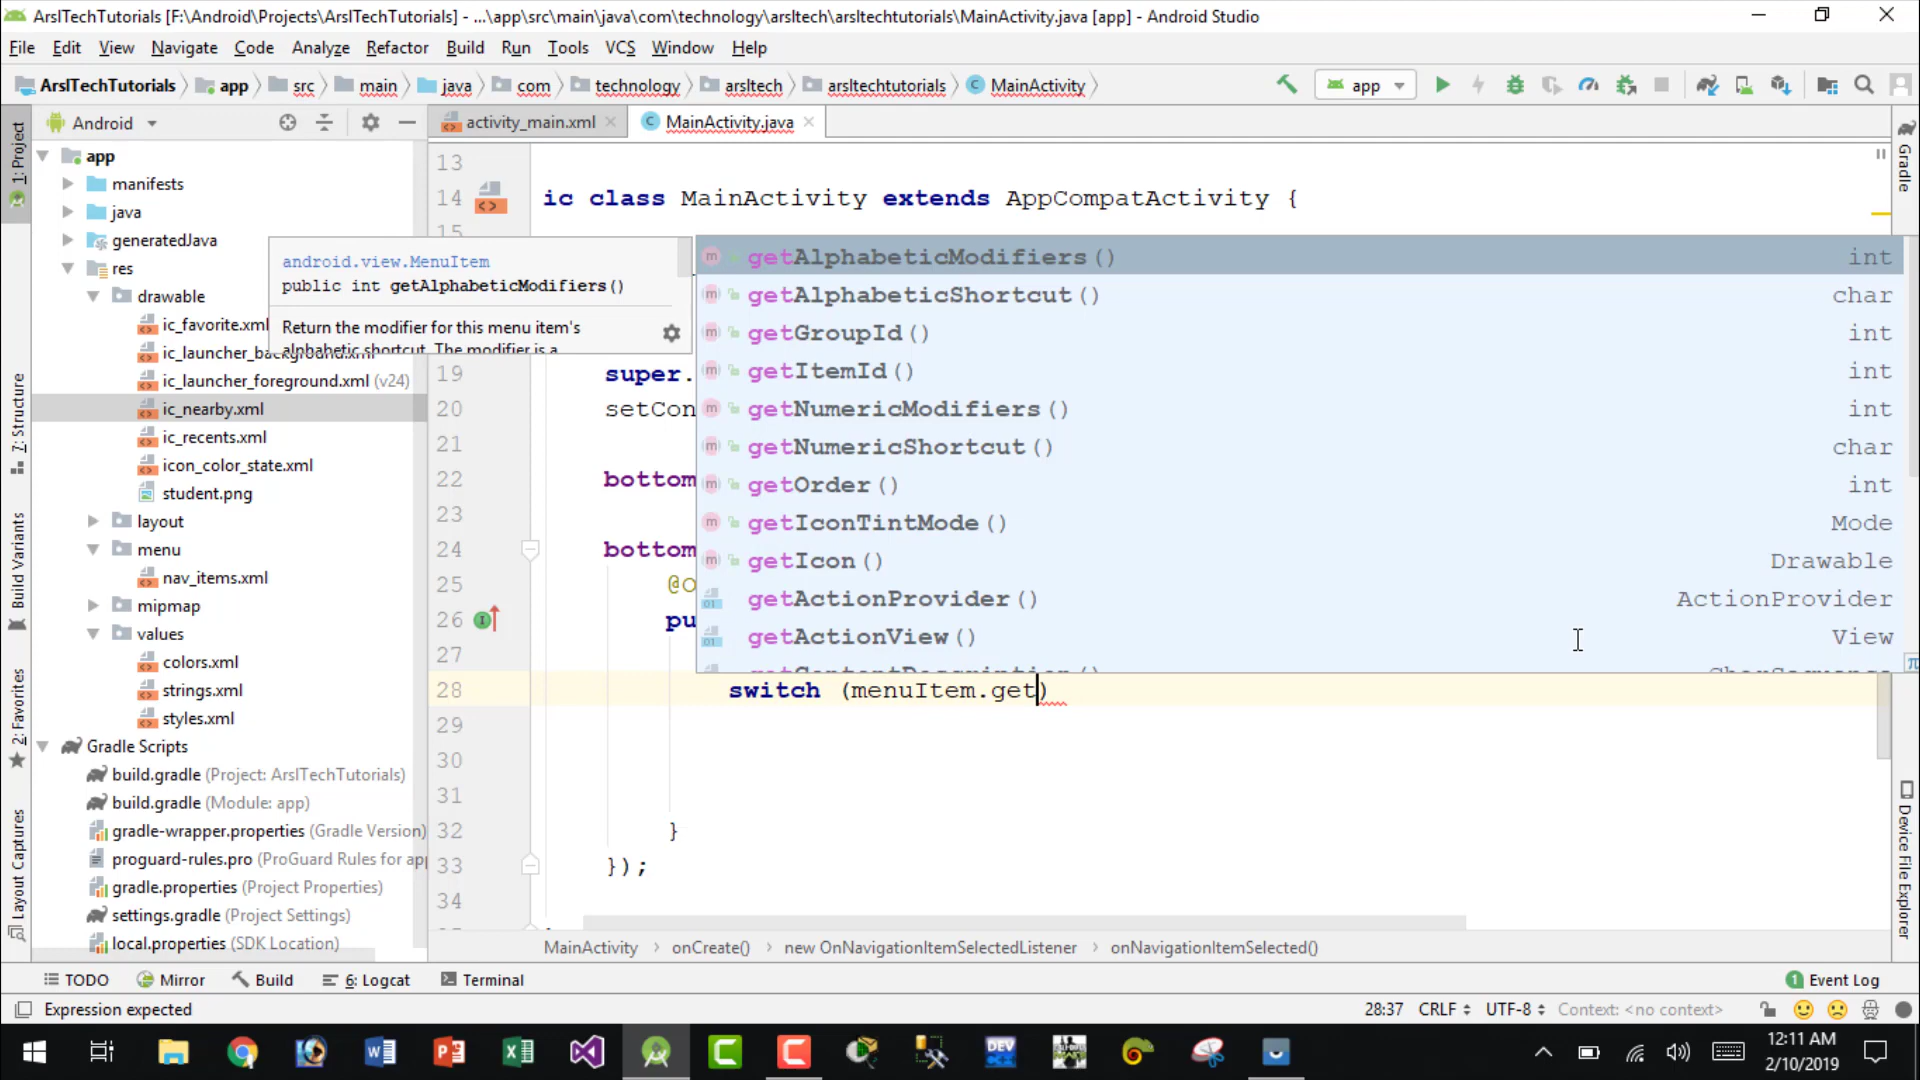 ArslTechTutorials [F:\Android\Projects\ArslTechTutorials] - ...\app\src\main\java\com\technology\arsltech\arsltechtutorials\MainActivity.java [app] - Android Studio
File Edit View Navigate Code Analyze Refactor Build Run Tools VCS Window Help
ArslTechTutorials app src main java com technology arsltech arsltechtutorials MainActivity app
1: Project
7: Structure
Build Variants
2: Favorites
Layout Captures
Android
app
manifests
java
generatedJava
res
drawable
ic_favorite.xml
ic_launcher_background.xml
ic_launcher_foreground.xml (v24)
ic_nearby.xml
ic_recents.xml
icon_color_state.xml
student.png
layout
menu
nav_items.xml
mipmap
values
colors.xml
strings.xml
styles.xml
Gradle Scripts
build.gradle (Project: ArslTechTutorials)
build.gradle (Module: app)
gradle-wrapper.properties (Gradle Version)
proguard-rules.pro (ProGuard Rules for app
gradle.properties (Project Properties)
settings.gradle (Project Settings)
local.properties (SDK Location)
android.view.MenuItem
public int getAlphabeticModifiers()
Return the modifier for this menu item's
alphabetic shortcut. The modifier is a
activity_main.xml MainActivity.java
13
14 ic class MainActivity extends AppCompatActivity {
15
getAlphabeticModifiers() int
getAlphabeticShortcut() char
getGroupId() int
getItemId() int
getNumericModifiers() int
getNumericShortcut() char
getOrder() int
getIconTintMode() Mode
getIcon() Drawable
getActionProvider() ActionProvider
getActionView() View
getContentDescription() CharSequence
19 super.
20 setCon
21
22 bottom
23
24 bottom
25 @O
26 pu
27
28 switch (menuItem.get)
29
30
31
32 }
33 });
34
MainActivity onCreate() new OnNavigationItemSelectedListener onNavigationItemSelected()
Gradle
Device File Explorer
TODO Mirror Build 6: Logcat Terminal 1 Event Log
Expression expected 28:37 CRLF UTF-8 Context: <no context>
12:11 AM
2/10/2019